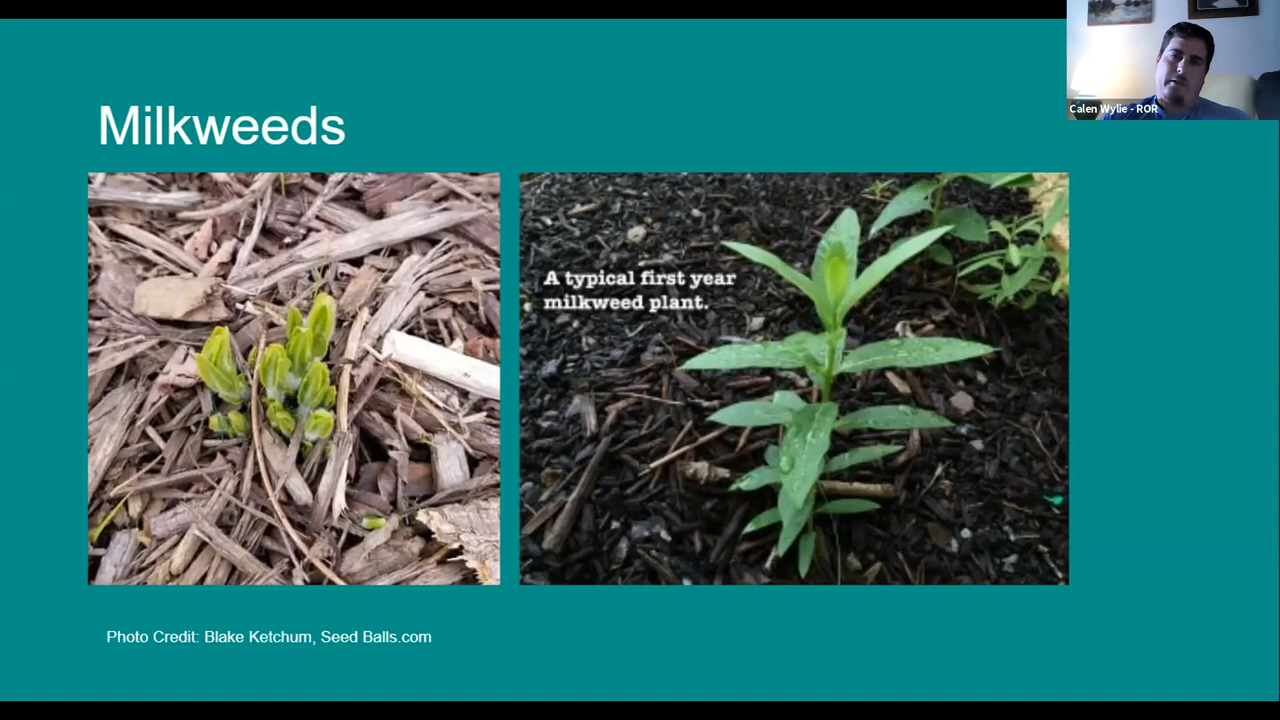 Calen Wylie - ROR
Milkweeds
A typical first year
milkweed plant.
Photo Credit: Blake Ketchum, Seed Balls.com